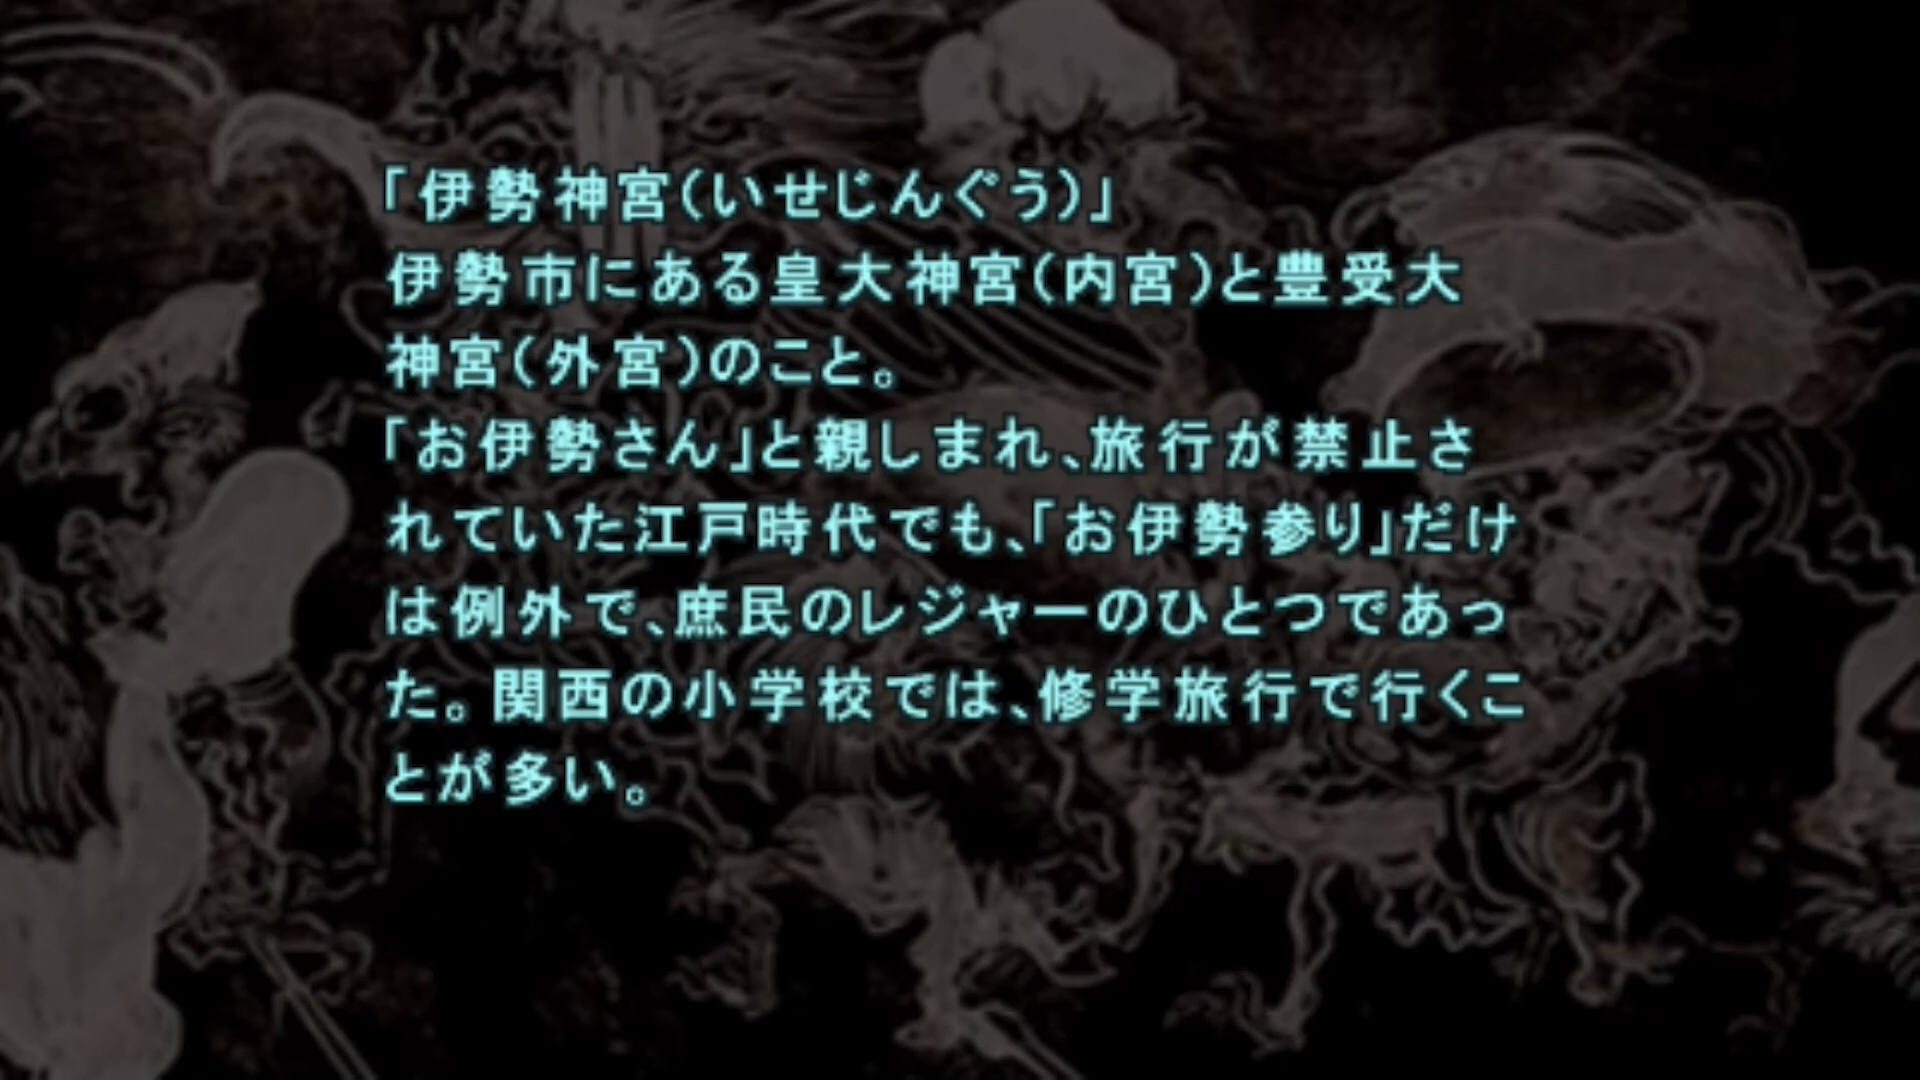 「伊勢神宮(いせじんぐう)」
伊勢市にある皇大神宮(内宮)と豊受大
神宮(外宮)のこと。
「お伊勢さん」と親しまれ、旅行が禁止さ
れていた江戸時代でも、「お伊勢参り」だけ
は例外で、庶民のレジャーのひとつであっ
た。関西の小学校では、修学旅行で行くこ
とが多い。